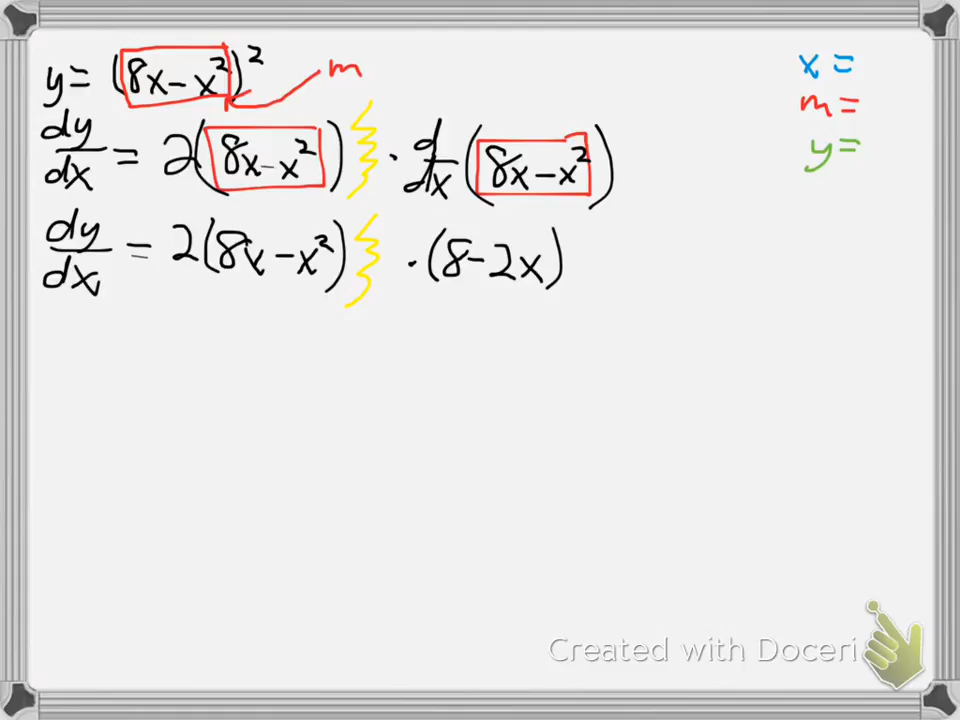 y = (8x - x²)² m
dy/dx = 2(8x - x²) · d/dx (8x - x²)
dy/dx = 2(8x - x²) · (8 - 2x)
x =
m =
y =
Created with Doceri